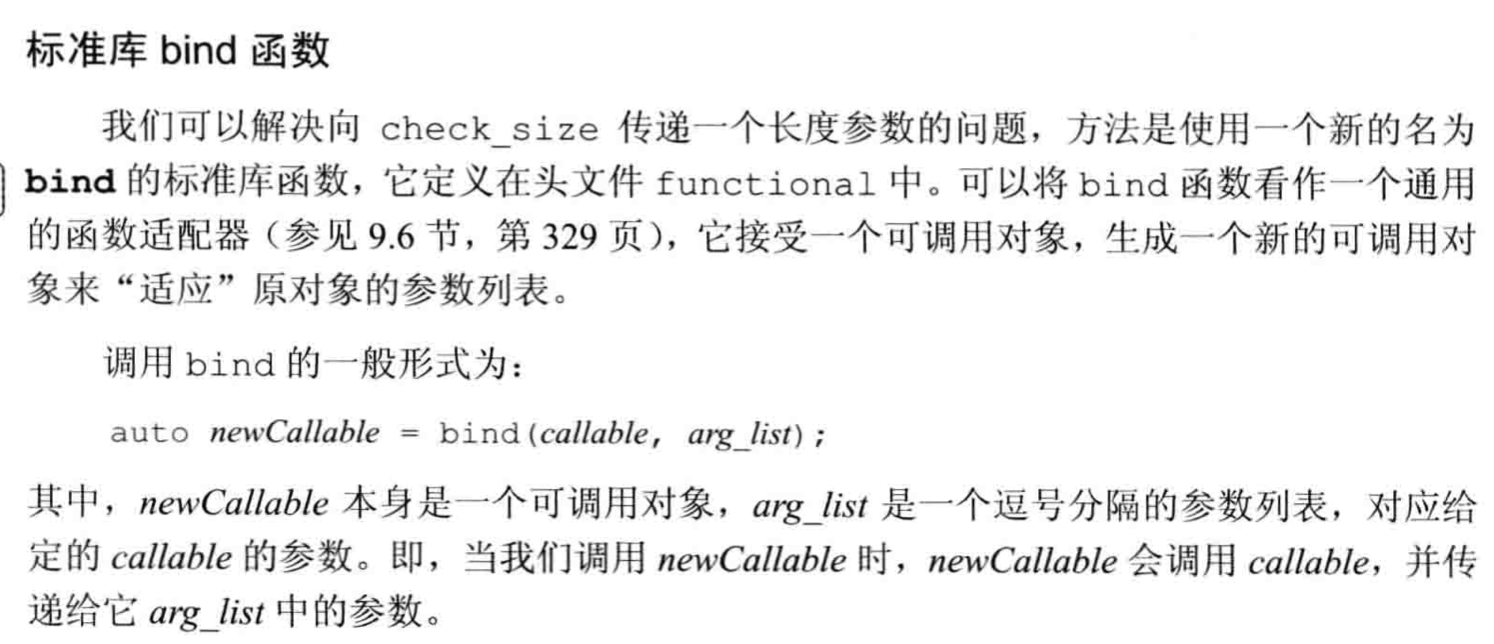 标准库 bind 函数
我们可以解决向 check_size 传递一个长度参数的问题，方法是使用一个新的名为
bind 的标准库函数，它定义在头文件 functional 中。可以将 bind 函数看作一个通用
的函数适配器（参见 9.6 节，第 329 页），它接受一个可调用对象，生成一个新的可调用对
象来“适应”原对象的参数列表。
调用 bind 的一般形式为：
auto newCallable = bind(callable, arg_list);
其中，newCallable 本身是一个可调用对象，arg_list 是一个逗号分隔的参数列表，对应给
定的 callable 的参数。即，当我们调用 newCallable 时，newCallable 会调用 callable，并传
递给它 arg_list 中的参数。